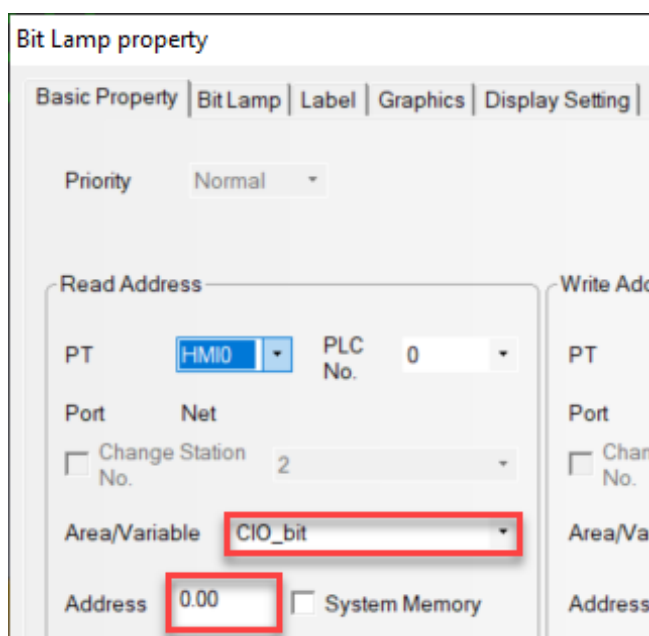 Bit Lamp property
Basic Property Bit Lamp Label Graphics Display Setting
Priority Normal
Read Address
PT HMI0 PLC No. 0
Port Net
Change Station No. 2
Area/Variable CIO_bit
Address 0.00 System Memory
Write Add
PT
Port
Chan
No.
Area/Va
Address